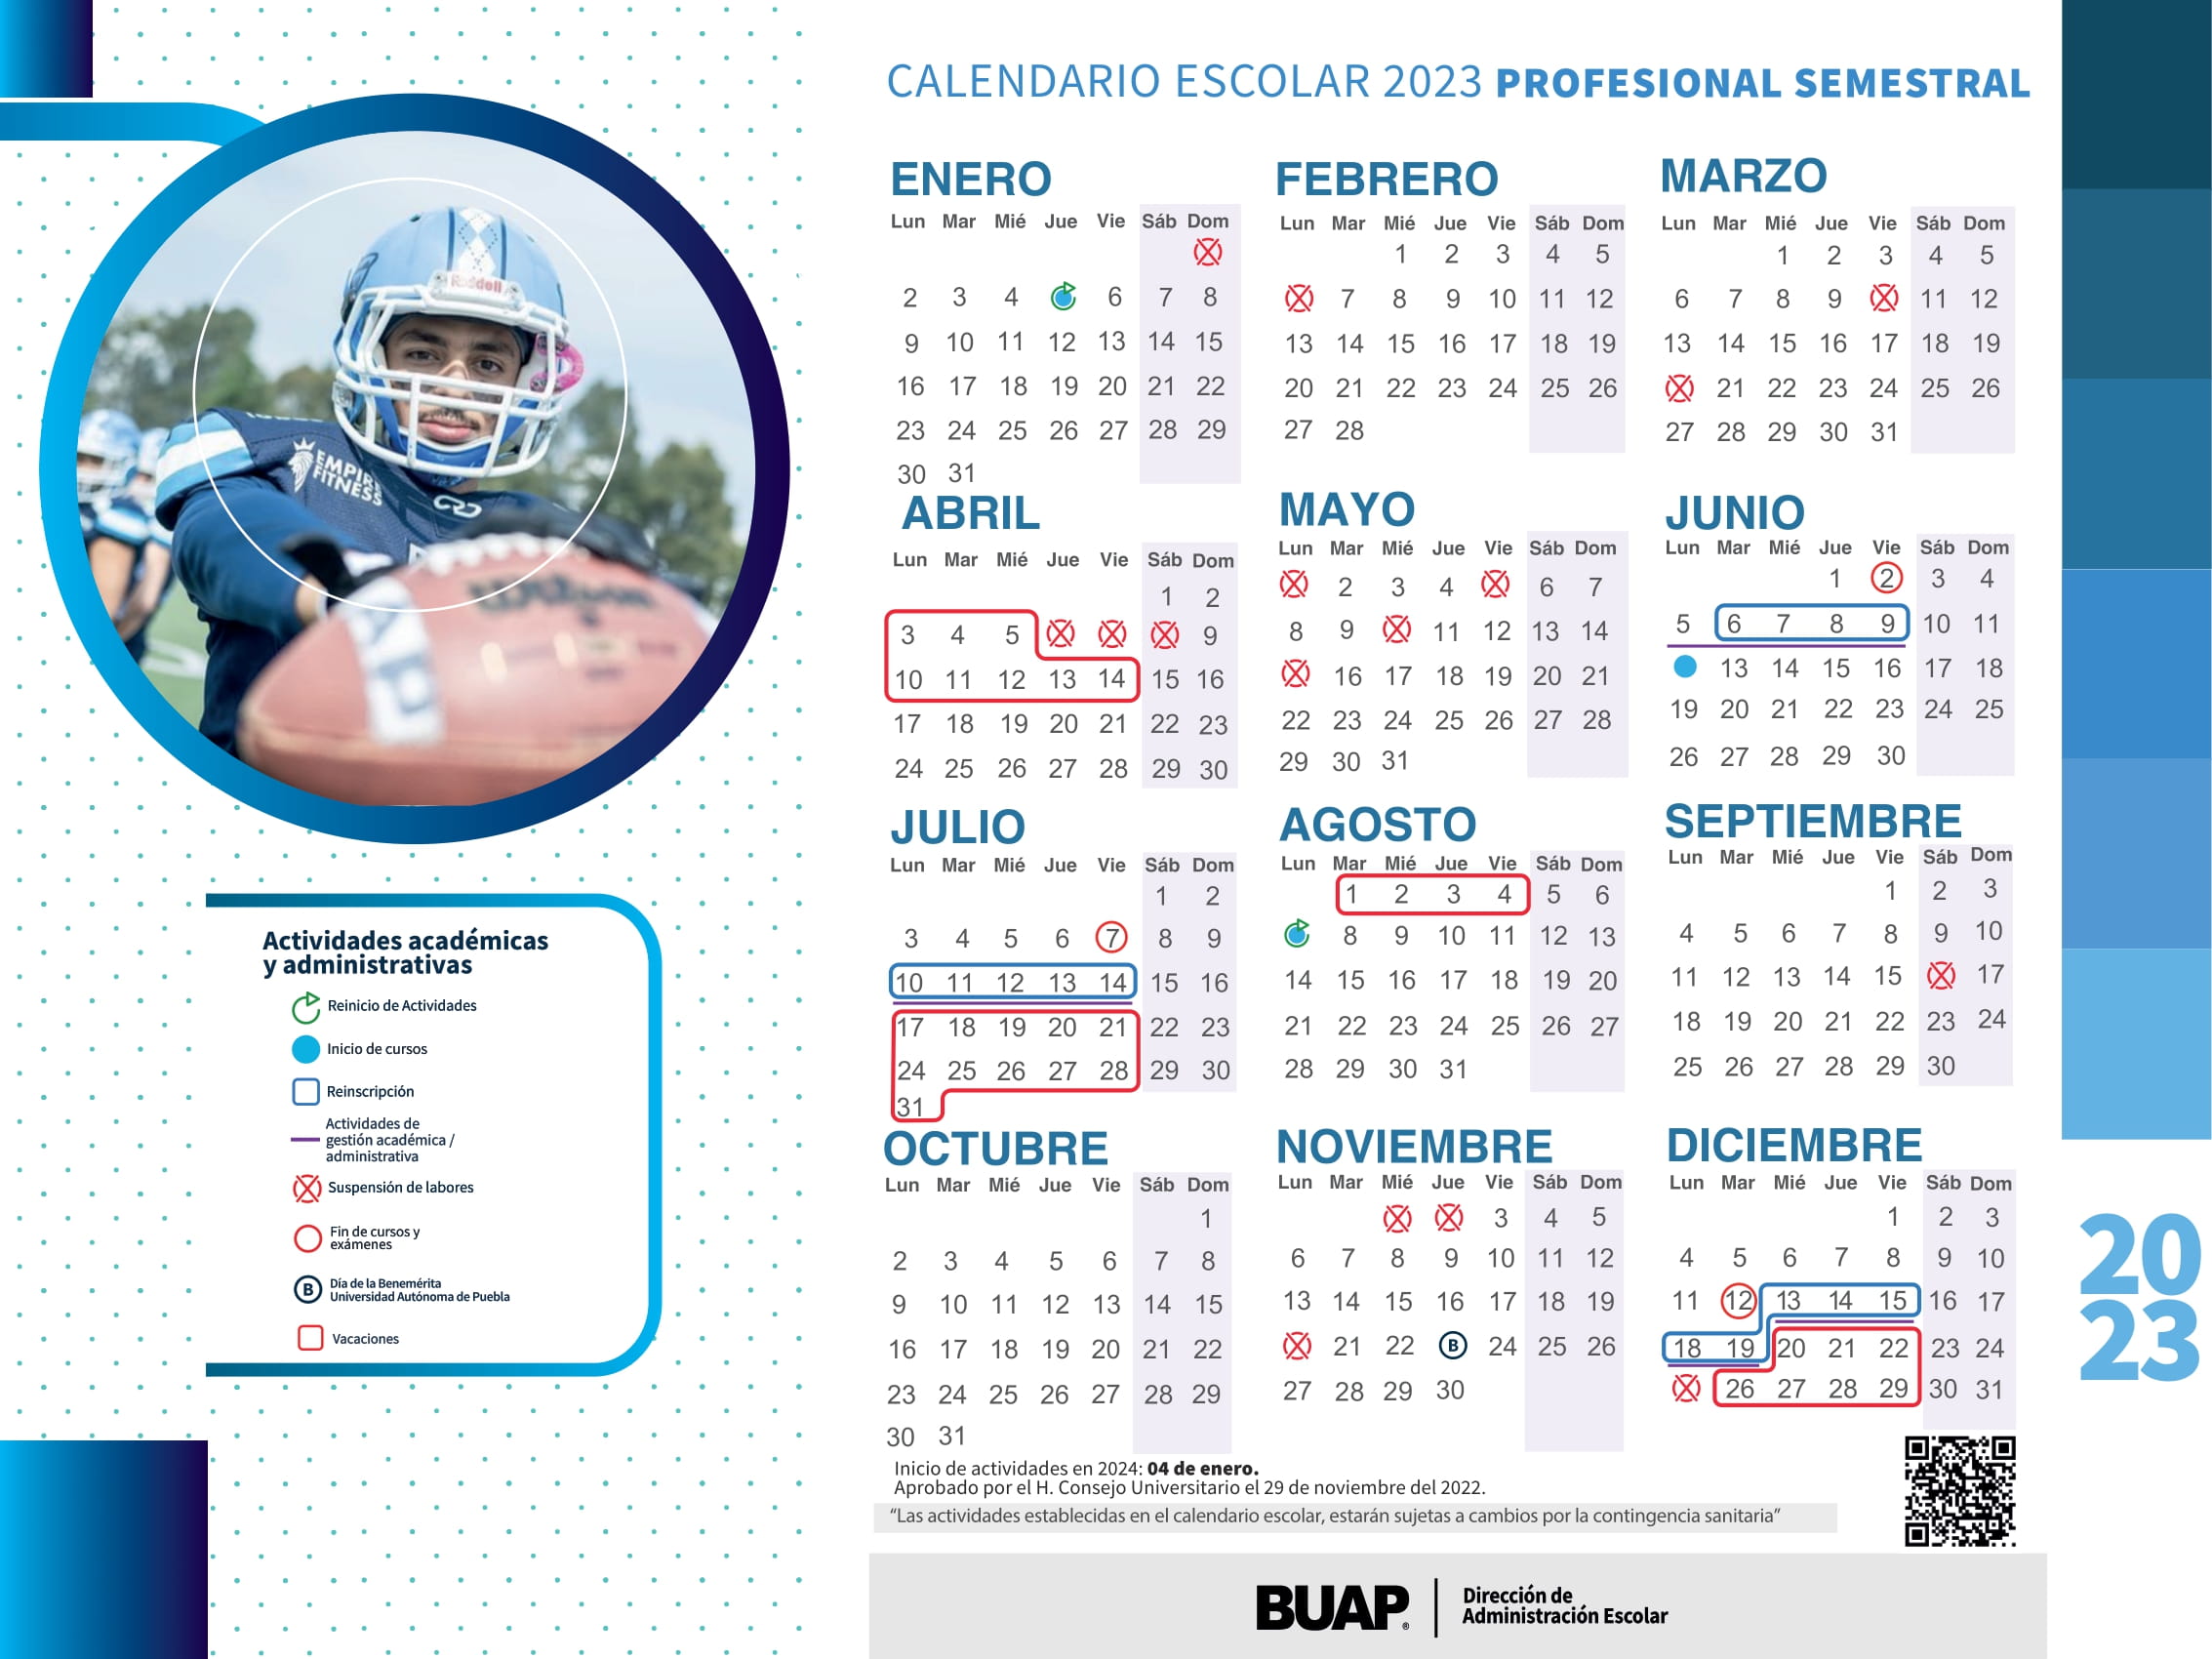 CALENDARIO ESCOLAR 2023 PROFESIONAL SEMESTRAL
ENERO
Lun Mar Mié Jue Vie Sáb Dom
2 3 4 6 7 8
9 10 11 12 13 14 15
16 17 18 19 20 21 22
23 24 25 26 27 28 29
30 31
FEBRERO
Lun Mar Mié Jue Vie Sáb Dom
1 2 3 4 5
7 8 9 10 11 12
13 14 15 16 17 18 19
20 21 22 23 24 25 26
27 28
MARZO
Lun Mar Mié Jue Vie Sáb Dom
1 2 3 4 5
6 7 8 9 11 12
13 14 15 16 17 18 19
21 22 23 24 25 26
27 28 29 30 31
ABRIL
Lun Mar Mié Jue Vie Sáb Dom
1 2
3 4 5 9
10 11 12 13 14 15 16
17 18 19 20 21 22 23
24 25 26 27 28 29 30
MAYO
Lun Mar Mié Jue Vie Sáb Dom
2 3 4 6 7
8 9 11 12 13 14
16 17 18 19 20 21
22 23 24 25 26 27 28
29 30 31
JUNIO
Lun Mar Mié Jue Vie Sáb Dom
1 2 3 4
5 6 7 8 9 10 11
13 14 15 16 17 18
19 20 21 22 23 24 25
26 27 28 29 30
JULIO
Lun Mar Mié Jue Vie Sáb Dom
1 2
3 4 5 6 7 8 9
10 11 12 13 14 15 16
17 18 19 20 21 22 23
24 25 26 27 28 29 30
31
AGOSTO
Lun Mar Mié Jue Vie Sáb Dom
1 2 3 4 5 6
8 9 10 11 12 13
14 15 16 17 18 19 20
21 22 23 24 25 26 27
28 29 30 31
SEPTIEMBRE
Lun Mar Mié Jue Vie Sáb Dom
1 2 3
4 5 6 7 8 9 10
11 12 13 14 15 17
18 19 20 21 22 23 24
25 26 27 28 29 30
OCTUBRE
Lun Mar Mié Jue Vie Sáb Dom
1
2 3 4 5 6 7 8
9 10 11 12 13 14 15
16 17 18 19 20 21 22
23 24 25 26 27 28 29
30 31
NOVIEMBRE
Lun Mar Mié Jue Vie Sáb Dom
3 4 5
6 7 8 9 10 11 12
13 14 15 16 17 18 19
21 22 B 24 25 26
27 28 29 30
DICIEMBRE
Lun Mar Mié Jue Vie Sáb Dom
1 2 3
4 5 6 7 8 9 10
11 12 13 14 15 16 17
18 19 20 21 22 23 24
26 27 28 29 30 31
20
23
Inicio de actividades en 2024: 04 de enero.
Aprobado por el H. Consejo Universitario el 29 de noviembre del 2022.
“Las actividades establecidas en el calendario escolar, estarán sujetas a cambios por la contingencia sanitaria”
BUAP®
Dirección de
Administración Escolar
Riddell
EMPIRE
FITNESS
Wilson
Actividades académicas
y administrativas
Reinicio de Actividades
Inicio de cursos
Reinscripción
Actividades de
gestión académica /
administrativa
Suspensión de labores
Fin de cursos y
exámenes
B
Día de la Benemérita
Universidad Autónoma de Puebla
Vacaciones